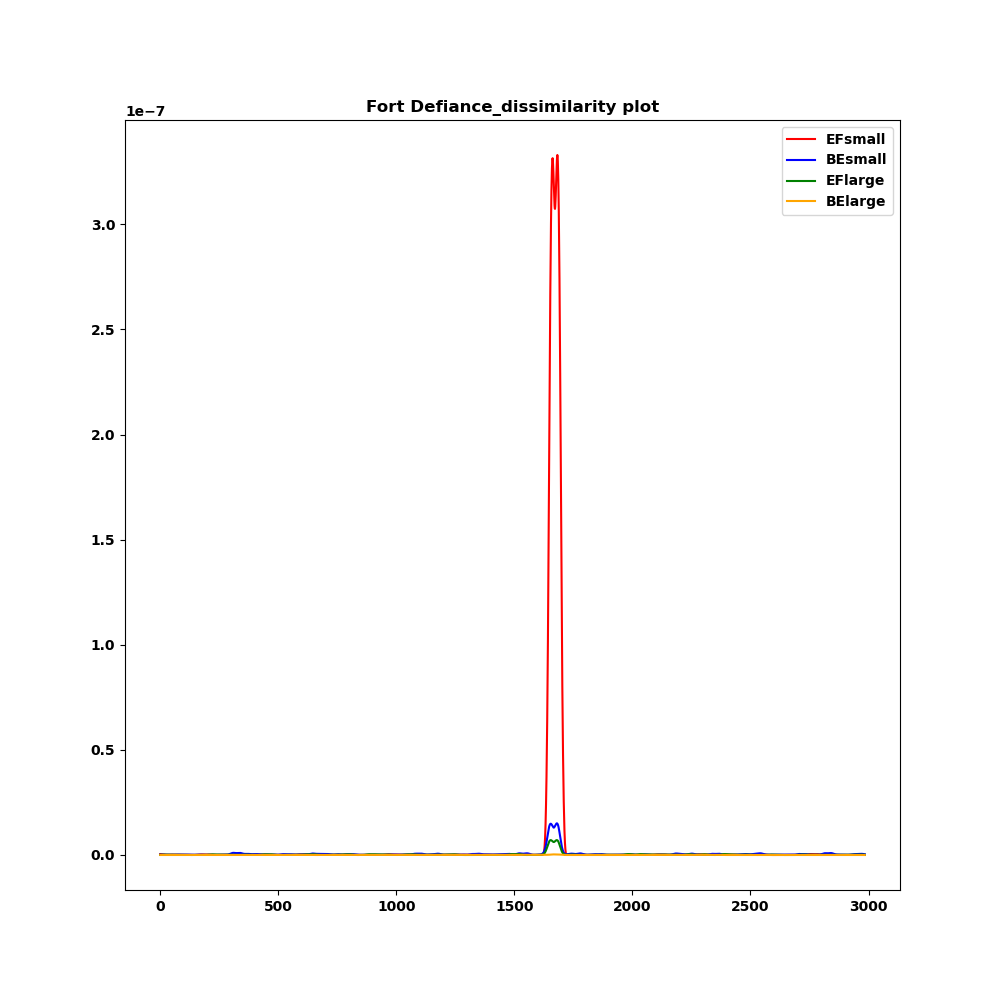 Fort Defiance_dissimilarity plot
1e−7
EFsmall
BEsmall
EFlarge
BElarge
3.0
2.5
2.0
1.5
1.0
0.5
0.0
0 500 1000 1500 2000 2500 3000